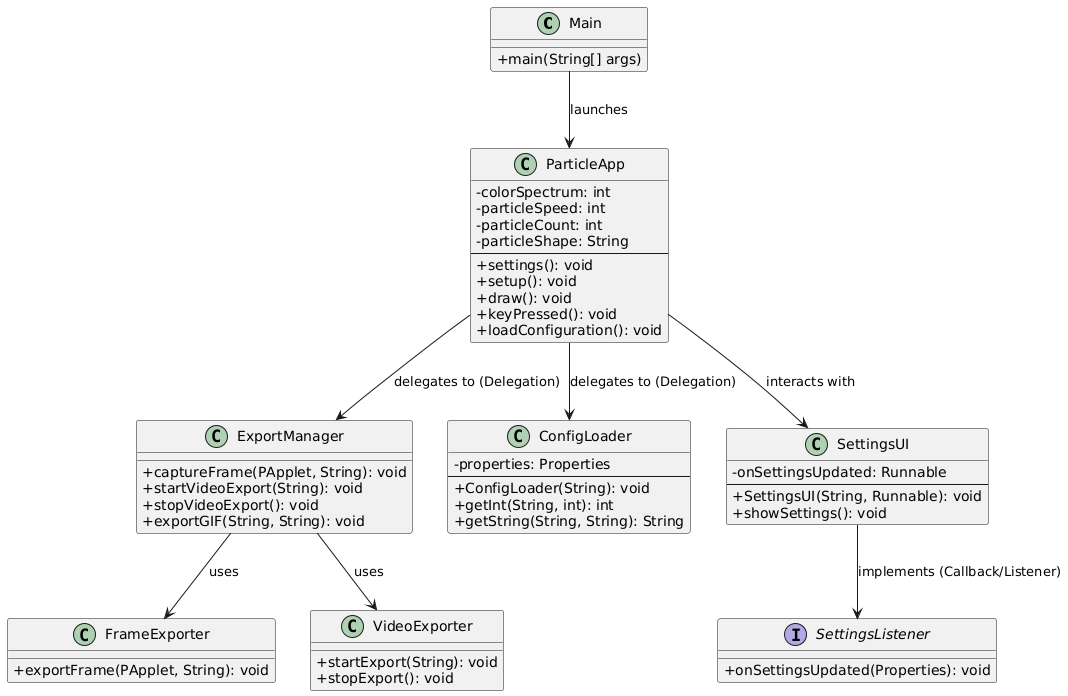 C Main
+main(String[] args)
launches
C ParticleApp
-colorSpectrum: int
-particleSpeed: int
-particleCount: int
-particleShape: String
+settings(): void
+setup(): void
+draw(): void
+keyPressed(): void
+loadConfiguration(): void
delegates to (Delegation)
delegates to (Delegation)
interacts with
C ExportManager
+captureFrame(PApplet, String): void
+startVideoExport(String): void
+stopVideoExport(): void
+exportGIF(String, String): void
C ConfigLoader
-properties: Properties
+ConfigLoader(String): void
+getInt(String, int): int
+getString(String, String): String
C SettingsUI
-onSettingsUpdated: Runnable
+SettingsUI(String, Runnable): void
+showSettings(): void
uses
uses
implements (Callback/Listener)
C FrameExporter
+exportFrame(PApplet, String): void
C VideoExporter
+startExport(String): void
+stopExport(): void
I SettingsListener
+onSettingsUpdated(Properties): void